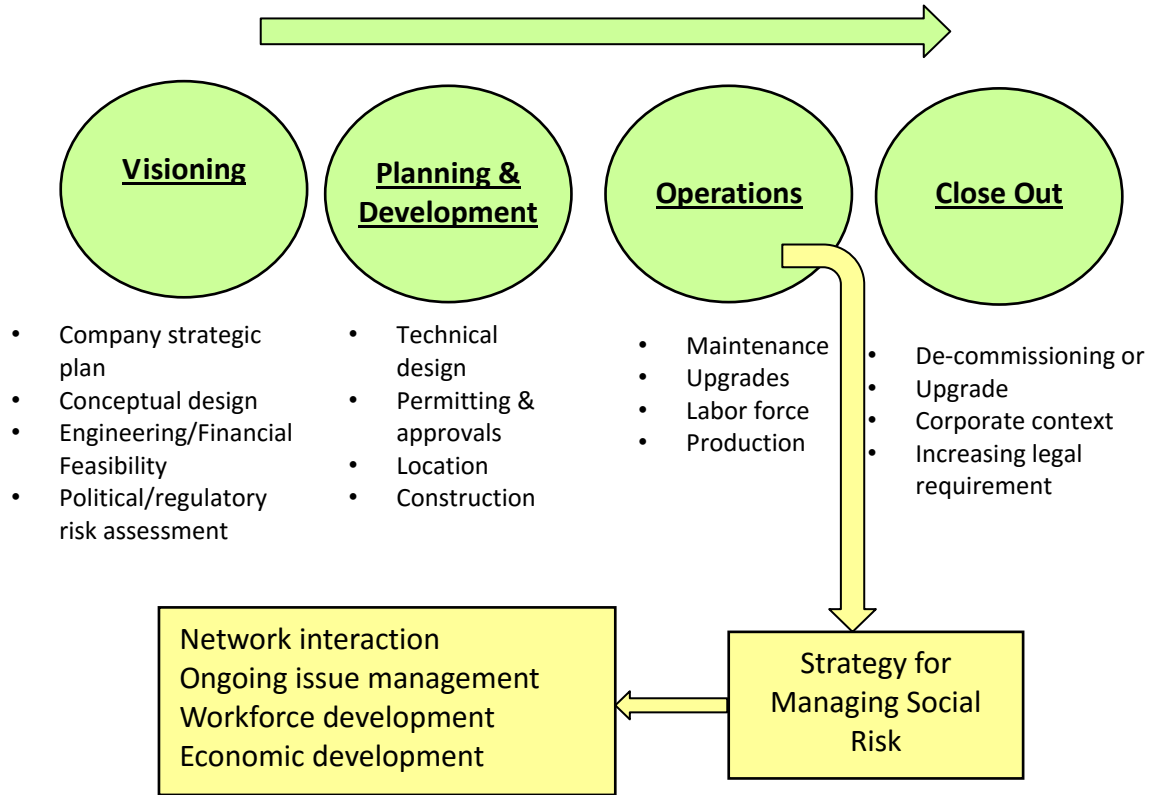 Visioning
Planning &
Development
Operations
Close Out
• Company strategic
plan
• Conceptual design
• Engineering/Financial
Feasibility
• Political/regulatory
risk assessment
• Technical
design
• Permitting &
approvals
• Location
• Construction
• Maintenance
• Upgrades
• Labor force
• Production
• De-commissioning or
• Upgrade
• Corporate context
• Increasing legal
requirement
Network interaction
Ongoing issue management
Workforce development
Economic development
Strategy for
Managing Social
Risk